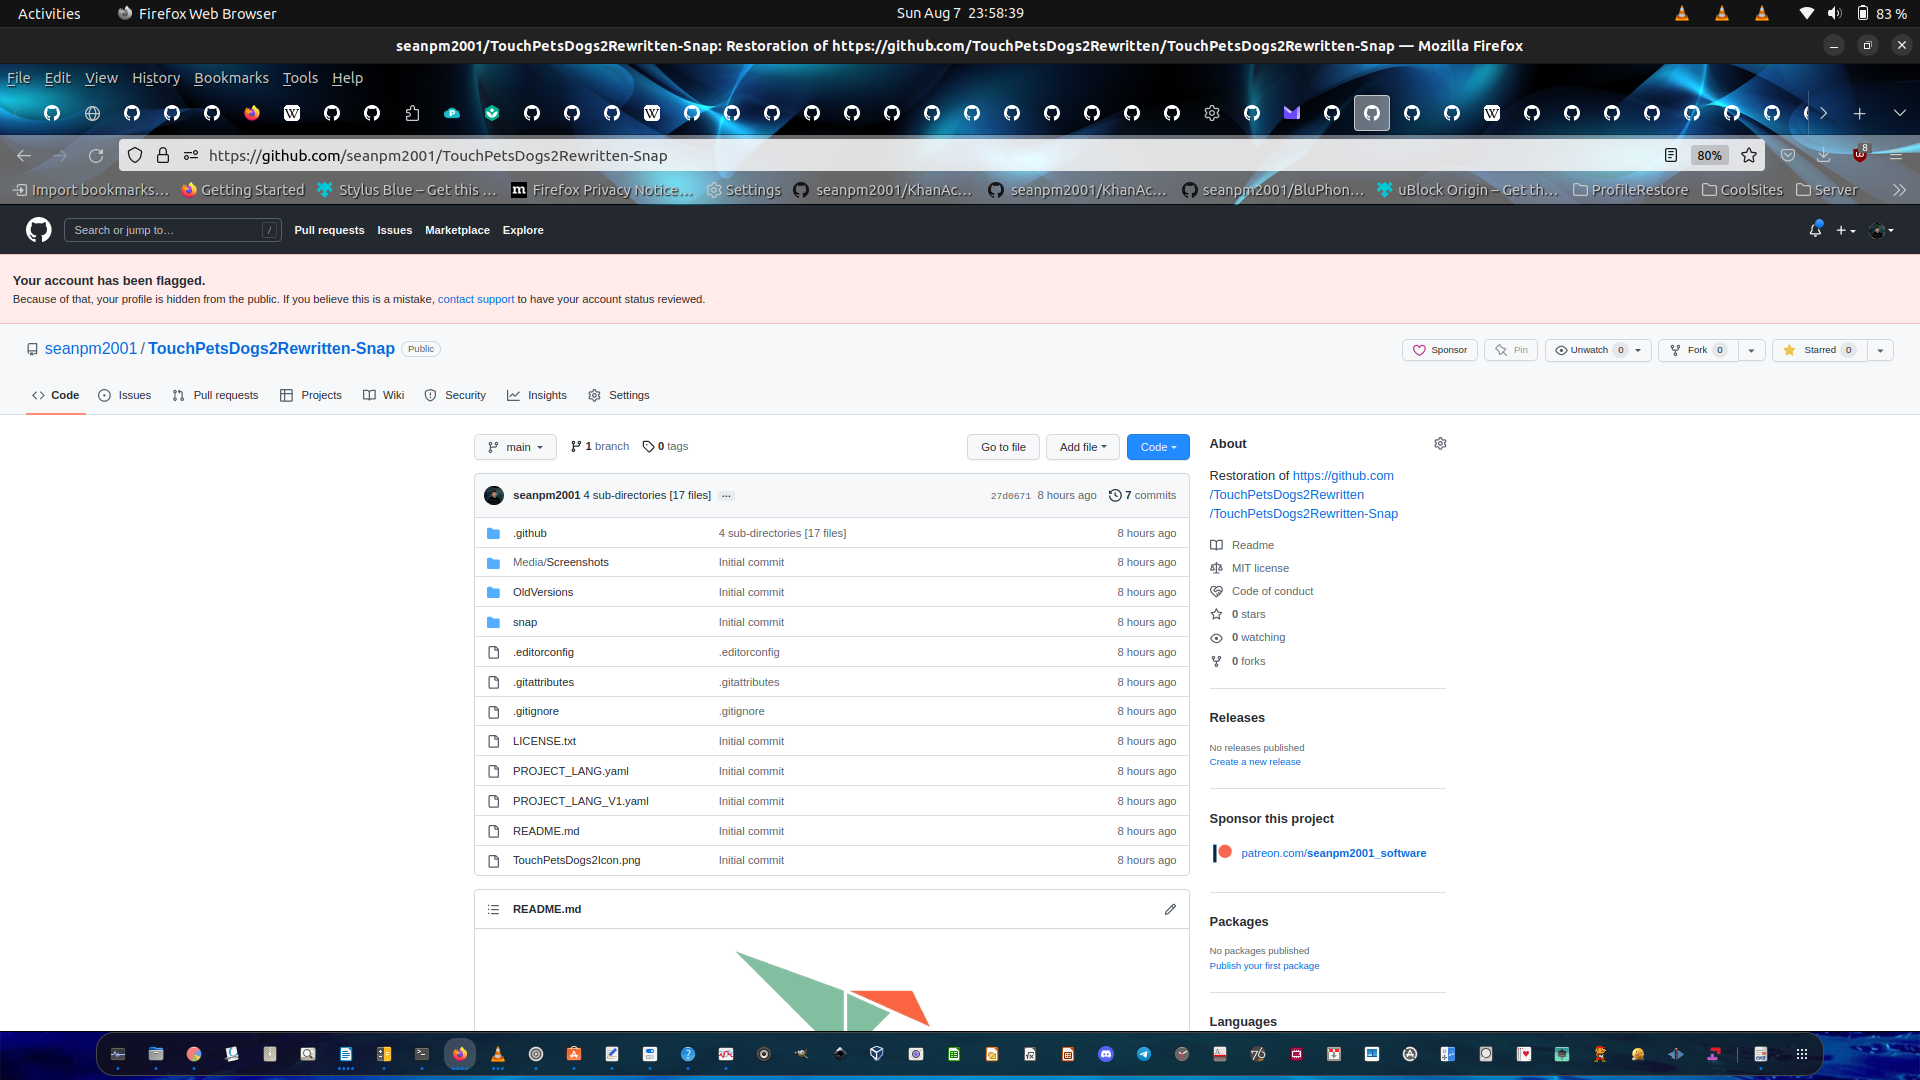 Activities
Firefox Web Browser
Sun Aug 7 23:58:39
83 %
seanpm2001/TouchPetsDogs2Rewritten-Snap: Restoration of https://github.com/TouchPetsDogs2Rewritten/TouchPetsDogs2Rewritten-Snap — Mozilla Firefox
File Edit View History Bookmarks Tools Help
https://github.com/seanpm2001/TouchPetsDogs2Rewritten-Snap
80%
8
Import bookmarks… Getting Started Stylus Blue – Get this … Firefox Privacy Notice… Settings seanpm2001/KhanAc… seanpm2001/KhanAc… seanpm2001/BluPhon… uBlock Origin – Get th… ProfileRestore CoolSites Server
Search or jump to… /
Pull requests Issues Marketplace Explore
Your account has been flagged.
Because of that, your profile is hidden from the public. If you believe this is a mistake, contact support to have your account status reviewed.
seanpm2001 / TouchPetsDogs2Rewritten-Snap Public
Sponsor Pin Unwatch 0 Fork 0 Starred 0
Code Issues Pull requests Projects Wiki Security Insights Settings
main 1 branch 0 tags
Go to file Add file Code
seanpm2001 4 sub-directories [17 files] … 27d0671 8 hours ago 7 commits
.github 4 sub-directories [17 files] 8 hours ago
Media/Screenshots Initial commit 8 hours ago
OldVersions Initial commit 8 hours ago
snap Initial commit 8 hours ago
.editorconfig .editorconfig 8 hours ago
.gitattributes .gitattributes 8 hours ago
.gitignore .gitignore 8 hours ago
LICENSE.txt Initial commit 8 hours ago
PROJECT_LANG.yaml Initial commit 8 hours ago
PROJECT_LANG_V1.yaml Initial commit 8 hours ago
README.md Initial commit 8 hours ago
TouchPetsDogs2Icon.png Initial commit 8 hours ago
README.md
About
Restoration of https://github.com
/TouchPetsDogs2Rewritten
/TouchPetsDogs2Rewritten-Snap
Readme
MIT license
Code of conduct
0 stars
0 watching
0 forks
Releases
No releases published
Create a new release
Sponsor this project
patreon.com/seanpm2001_software
Packages
No packages published
Publish your first package
Languages